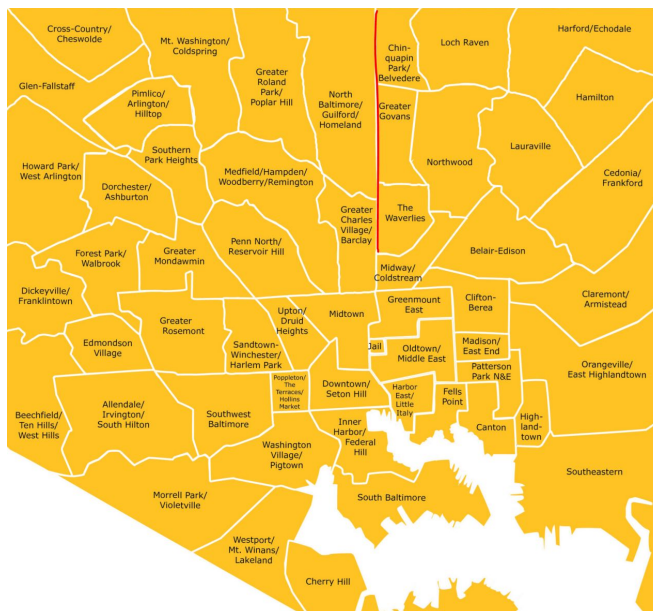 Cross-Country/
Cheswolde
Mt. Washington/
Coldspring
Greater
Roland
Park/
Poplar Hill
North
Baltimore/
Guilford/
Homeland
Chin-
quapin
Park/
Belvedere
Loch Raven
Harford/Echodale
Glen-Fallstaff
Pimlico/
Arlington/
Hilltop
Greater
Govans
Hamilton
Lauraville
Southern
Park Heights
Northwood
Howard Park/
West Arlington
Medfield/Hampden/
Woodberry/Remington
Cedonia/
Frankford
Dorchester/
Ashburton
Greater
Charles
Village/
Barclay
The
Waverlies
Forest Park/
Walbrook
Greater
Mondawmin
Penn North/
Reservoir Hill
Belair-Edison
Midway/
Coldstream
Dickeyville/
Franklintown
Claremont/
Armistead
Greater
Rosemont
Upton/
Druid
Heights
Midtown
Greenmount
East
Clifton-
Berea
Edmondson
Village
Sandtown-
Winchester/
Harlem Park
Jail
Oldtown/
Middle East
Madison/
East End
Orangeville/
East Highlandtown
Patterson
Park N&E
Poppleton/
The
Terraces/
Hollins
Market
Downtown/
Seton Hill
Harbor
East/
Little
Italy
Fells
Point
Beechfield/
Ten Hills/
West Hills
Allendale/
Irvington/
South Hilton
Southwest
Baltimore
Inner
Harbor/
Federal
Hill
Canton
High-
land-
town
Washington
Village/
Pigtown
Southeastern
Morrell Park/
Violetville
South Baltimore
Westport/
Mt. Winans/
Lakeland
Cherry Hill